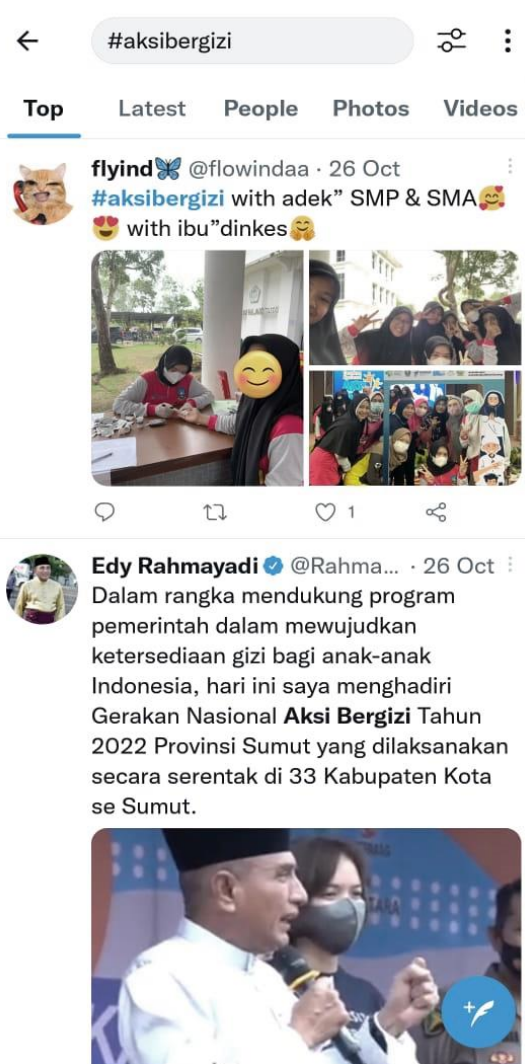 #aksibergizi
Top Latest People Photos Videos
flyind🦋 @flowindaa · 26 Oct
#aksibergizi with adek” SMP & SMA🥰
😍 with ibu”dinkes🤗
1
Edy Rahmayadi @Rahma... · 26 Oct
Dalam rangka mendukung program
pemerintah dalam mewujudkan
ketersediaan gizi bagi anak-anak
Indonesia, hari ini saya menghadiri
Gerakan Nasional Aksi Bergizi Tahun
2022 Provinsi Sumut yang dilaksanakan
secara serentak di 33 Kabupaten Kota
se Sumut.